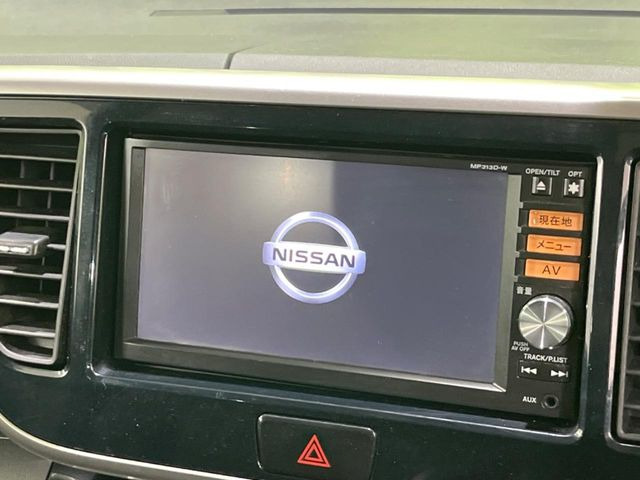 MP313D-W
OPEN/TILT OPT
現在地
メニュー
AV
音量
NISSAN
PUSH
AV OFF
TRACK/P.LIST
AUX